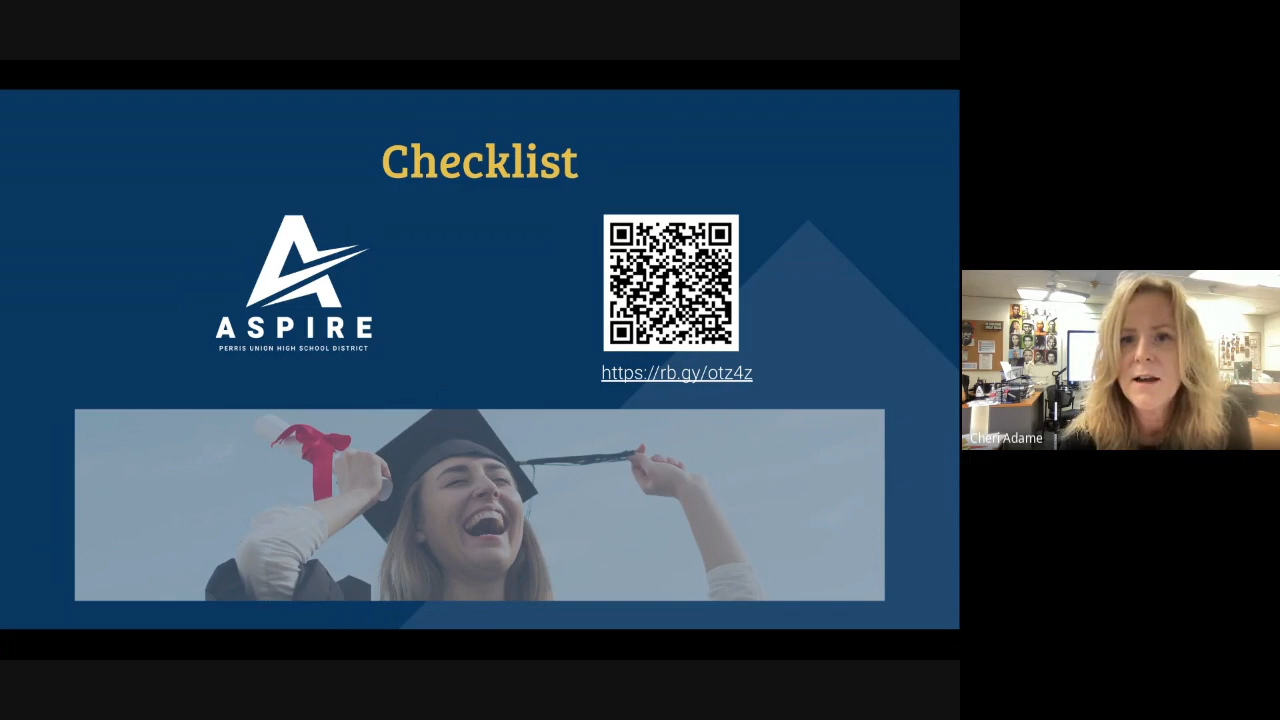 Checklist
ASPIRE
PERRIS UNION HIGH SCHOOL DISTRICT
https://rb.gy/otz4z
Cheri Adame